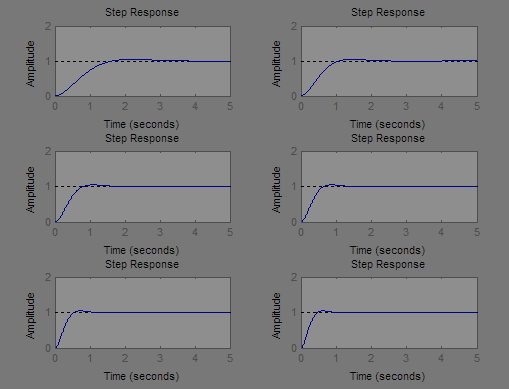 Step Response
Amplitude
2
1
0
0 1 2 3 4 5
Time (seconds)
Step Response
Amplitude
2
1
0
0 1 2 3 4 5
Time (seconds)
Step Response
Amplitude
2
1
0
0 1 2 3 4 5
Time (seconds)
Step Response
Amplitude
2
1
0
0 1 2 3 4 5
Time (seconds)
Step Response
Amplitude
2
1
0
0 1 2 3 4 5
Time (seconds)
Step Response
Amplitude
2
1
0
0 1 2 3 4 5
Time (seconds)